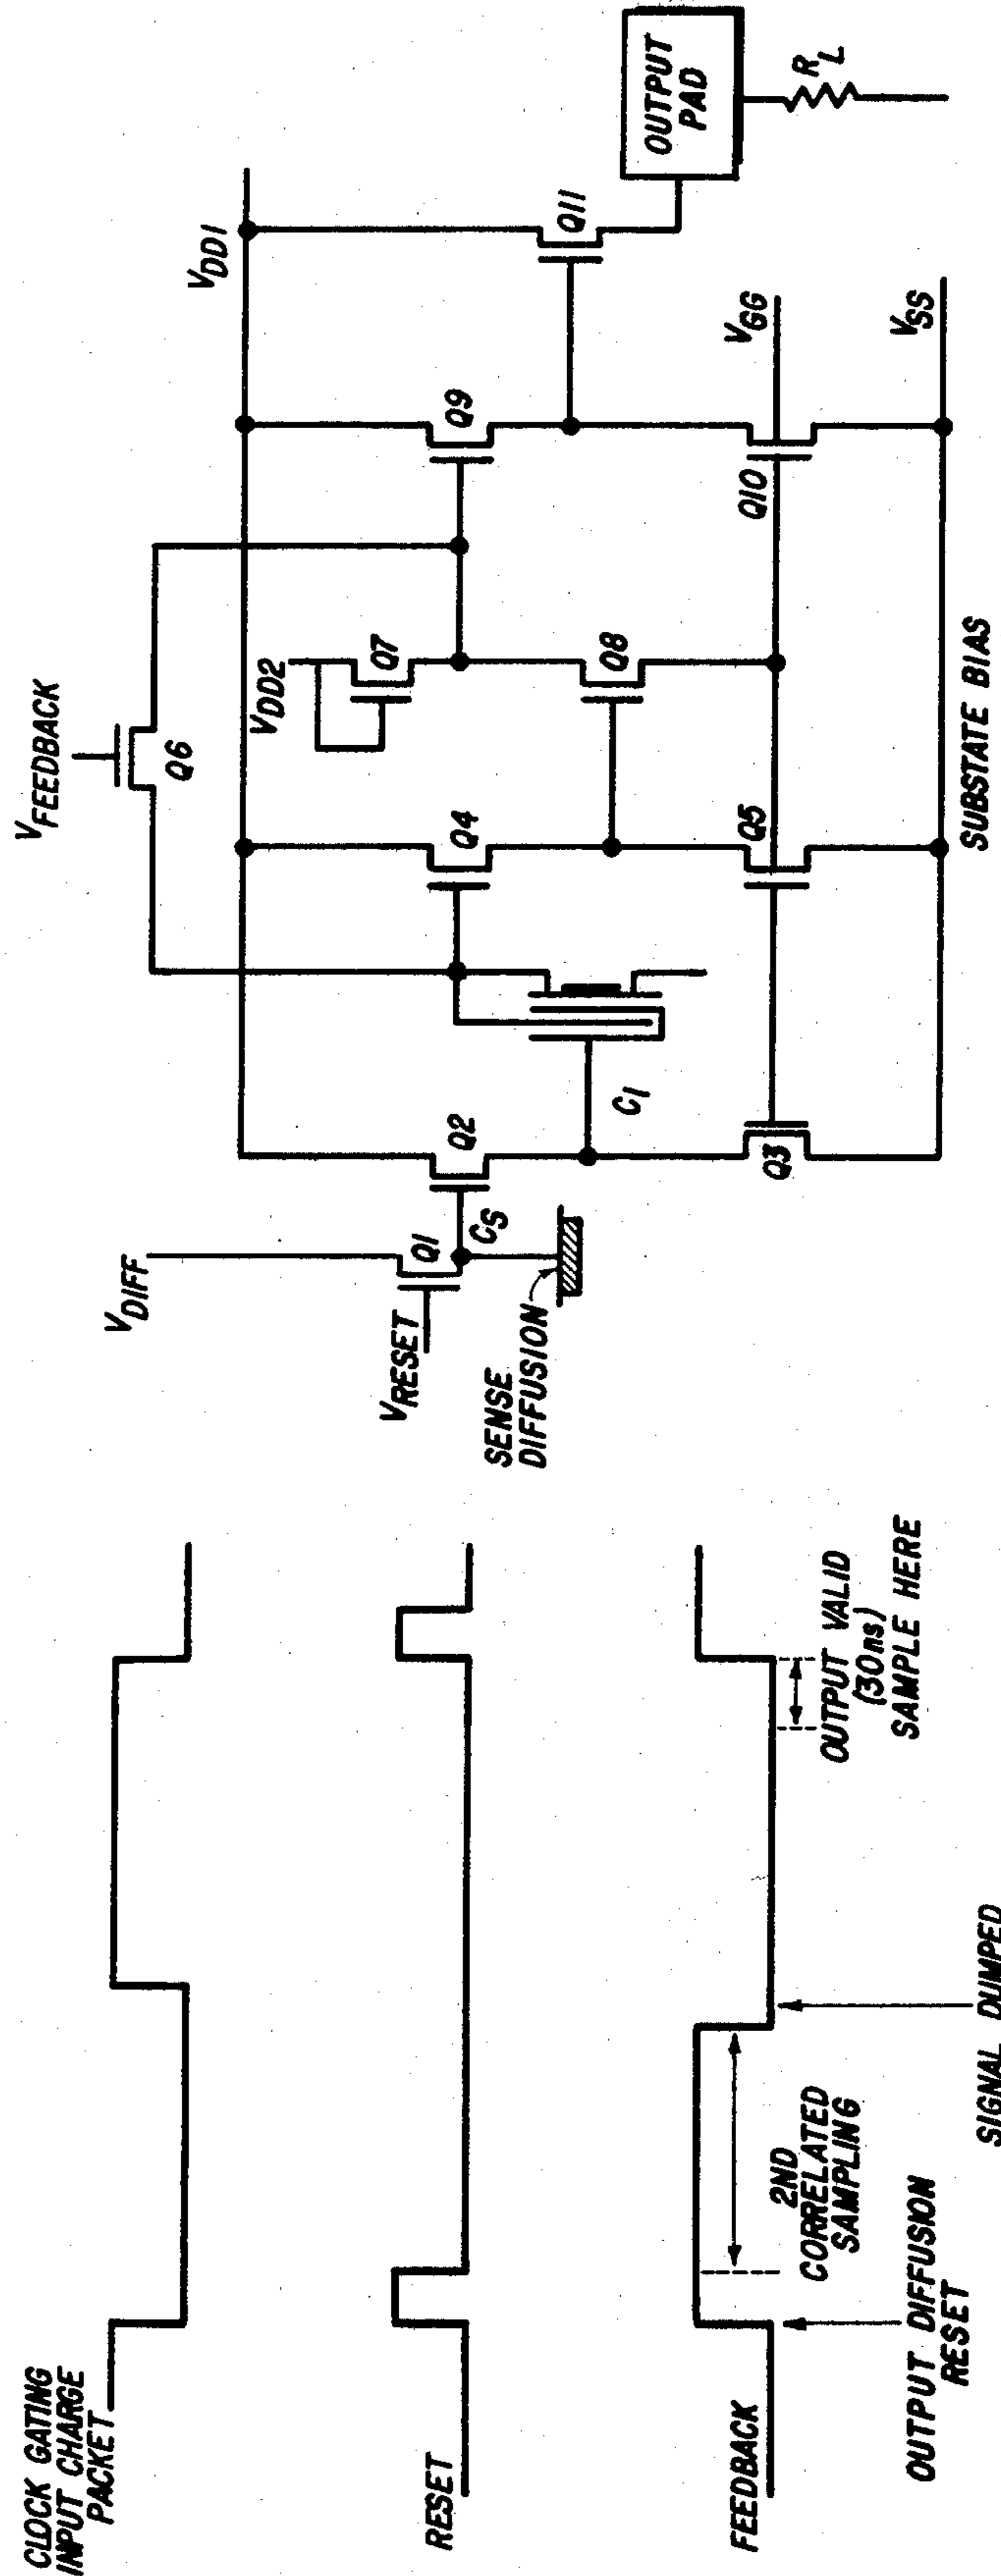 CLOCK GATING
INPUT CHARGE
PACKET
RESET
FEEDBACK
OUTPUT DIFFUSION
RESET
2ND
CORRELATED
SAMPLING
SIGNAL DUMPED
OUTPUT VALID
(30ns)
SAMPLE HERE
VFEEDBACK
Q6
VDIFF
VRESET
Q1
CS
SENSE
DIFFUSION
Q2
C1
Q3
Q4
Q5
VDD2
Q7
Q8
Q9
Q10
VDD1
Q11
VGG
VSS
SUBSTATE BIAS
OUTPUT
PAD
RL